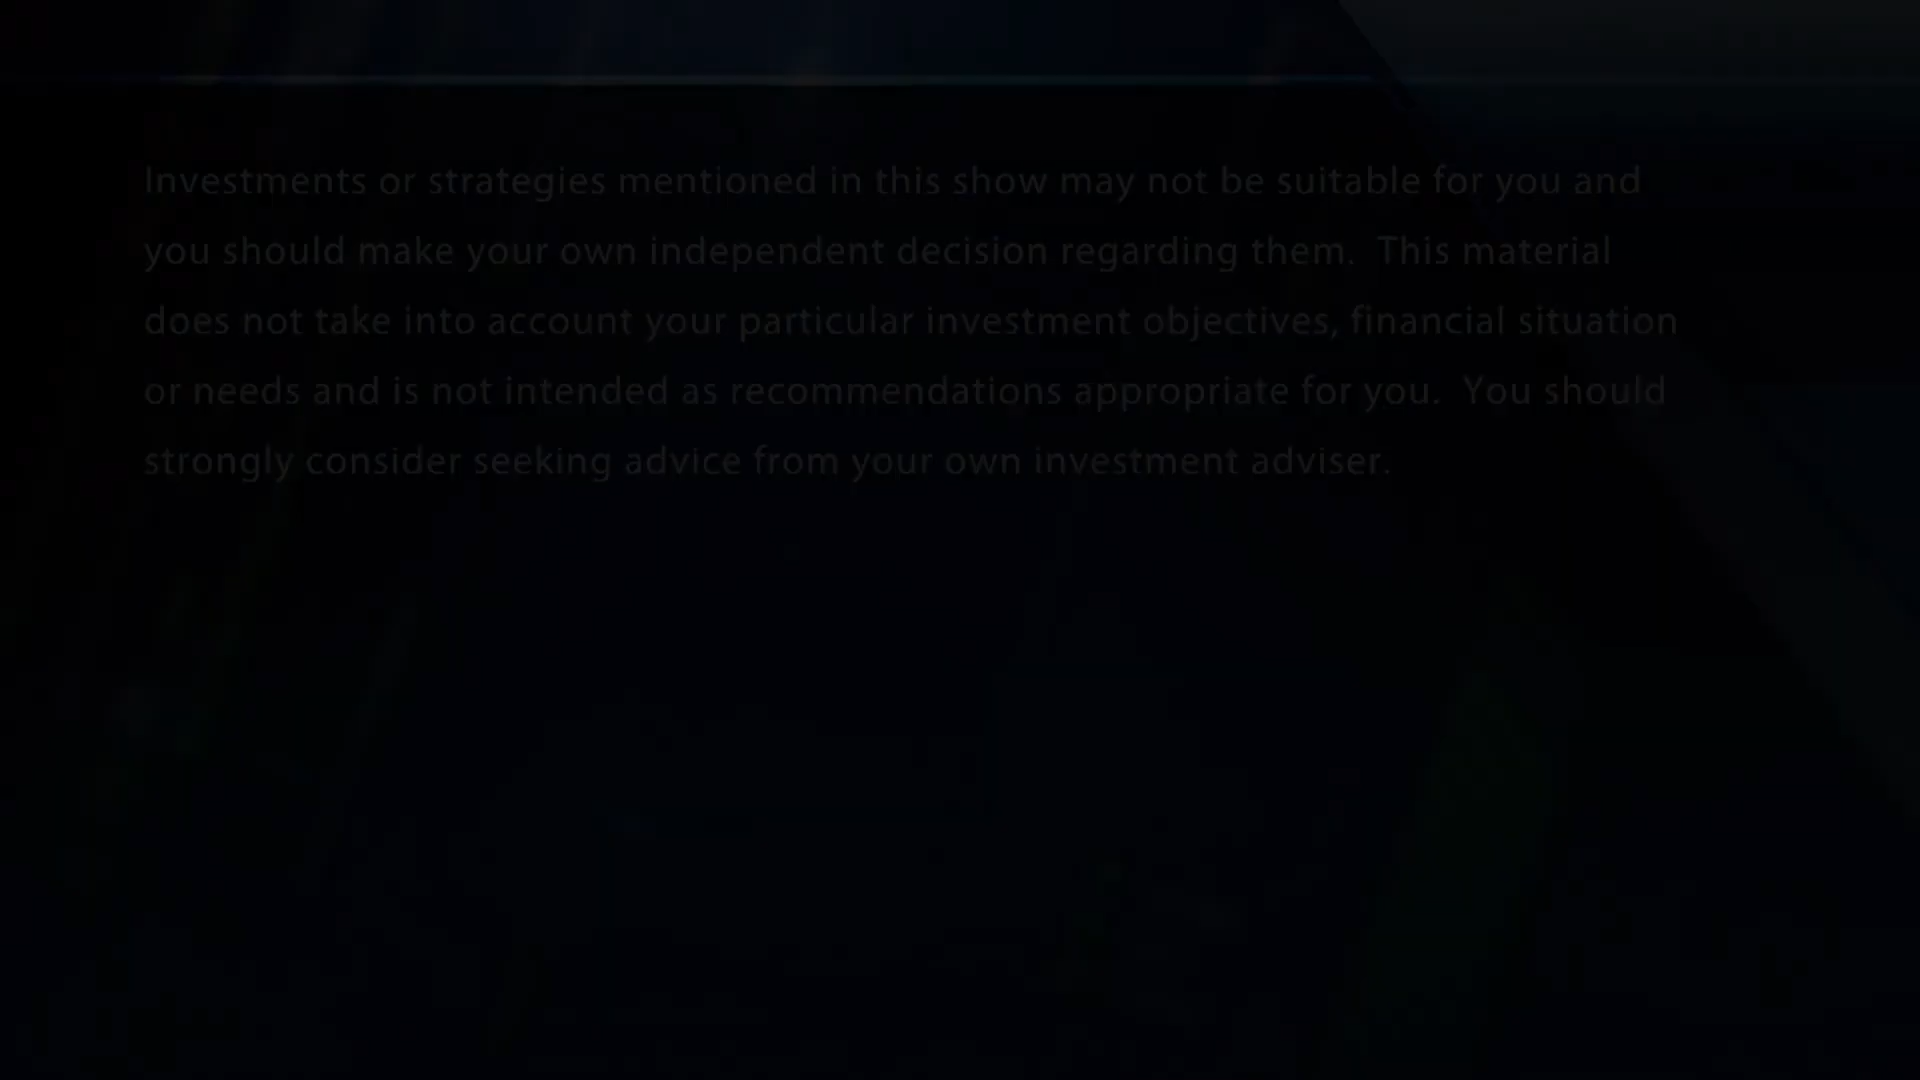 Investments or strategies mentioned in this show may not be suitable for you and
you should make your own independent decision regarding them.  This material
does not take into account your particular investment objectives, financial situation
or needs and is not intended as recommendations appropriate for you.  You should
strongly consider seeking advice from your own investment adviser.